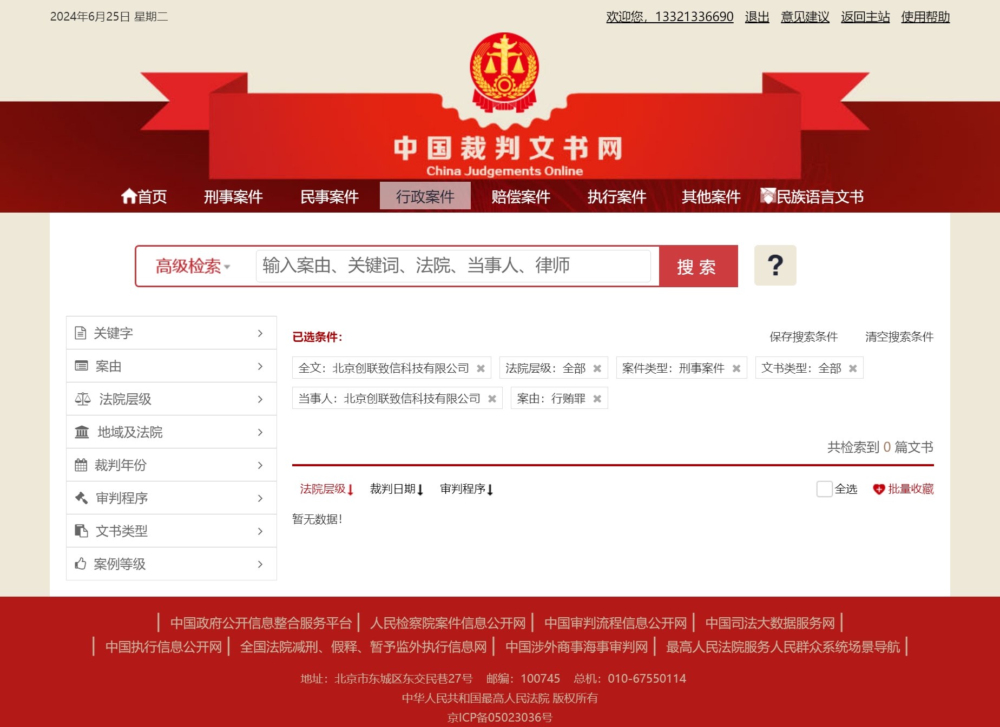 2024年6月25日 星期二
欢迎您，13321336690 退出 意见建议 返回主站 使用帮助
中国裁判文书网
China Judgements Online
首页 刑事案件 民事案件 行政案件 赔偿案件 执行案件 其他案件 民族语言文书
高级检索 输入案由、关键词、法院、当事人、律师 搜 索 ?
关键字
案由
法院层级
地域及法院
裁判年份
审判程序
文书类型
案例等级
已选条件： 保存搜索条件 清空搜索条件
全文：北京创联致信科技有限公司 法院层级：全部 案件类型：刑事案件 文书类型：全部
当事人：北京创联致信科技有限公司 案由：行贿罪
共检索到 0 篇文书
法院层级 裁判日期 审判程序 全选 批量收藏
暂无数据！
中国政府公开信息整合服务平台 | 人民检察院案件信息公开网 | 中国审判流程信息公开网 | 中国司法大数据服务网 |
中国执行信息公开网 | 全国法院减刑、假释、暂予监外执行信息网 | 中国涉外商事海事审判网 | 最高人民法院服务人民群众系统场景导航 |
地址：北京市东城区东交民巷27号 邮编：100745 总机：010-67550114
中华人民共和国最高人民法院 版权所有
京ICP备05023036号